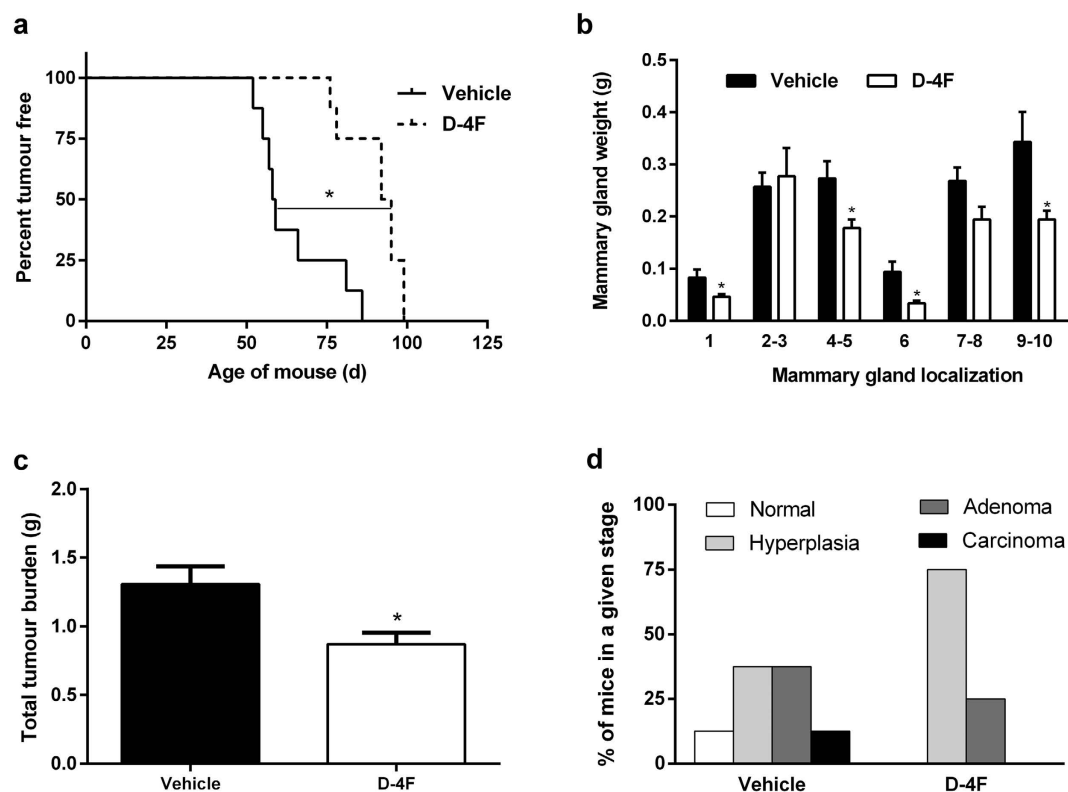 a
Percent tumour free
100
75
50
25
0
Vehicle
D-4F
*
0 25 50 75 100 125
Age of mouse (d)
b
Mammary gland weight (g)
0.5
0.4
0.3
0.2
0.1
0.0
Vehicle D-4F
* * * *
1 2-3 4-5 6 7-8 9-10
Mammary gland localization
c
Total tumour burden (g)
2.0
1.5
1.0
0.5
0.0
*
Vehicle D-4F
d
% of mice in a given stage
100
75
50
25
0
Normal Adenoma
Hyperplasia Carcinoma
Vehicle D-4F